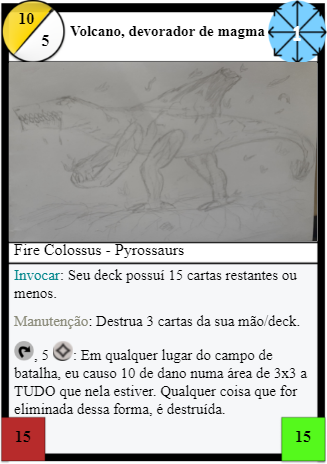 10
5
Volcano, devorador de magma
1
Fire Colossus - Pyrossaurs
Invocar: Seu deck possuí 15 cartas restantes ou
menos.
Manutenção: Destrua 3 cartas da sua mão/deck.
, 5 : Em qualquer lugar do campo de
batalha, eu causo 10 de dano numa área de 3x3 a
TUDO que nela estiver. Qualquer coisa que for
eliminada dessa forma, é destruída.
15
15